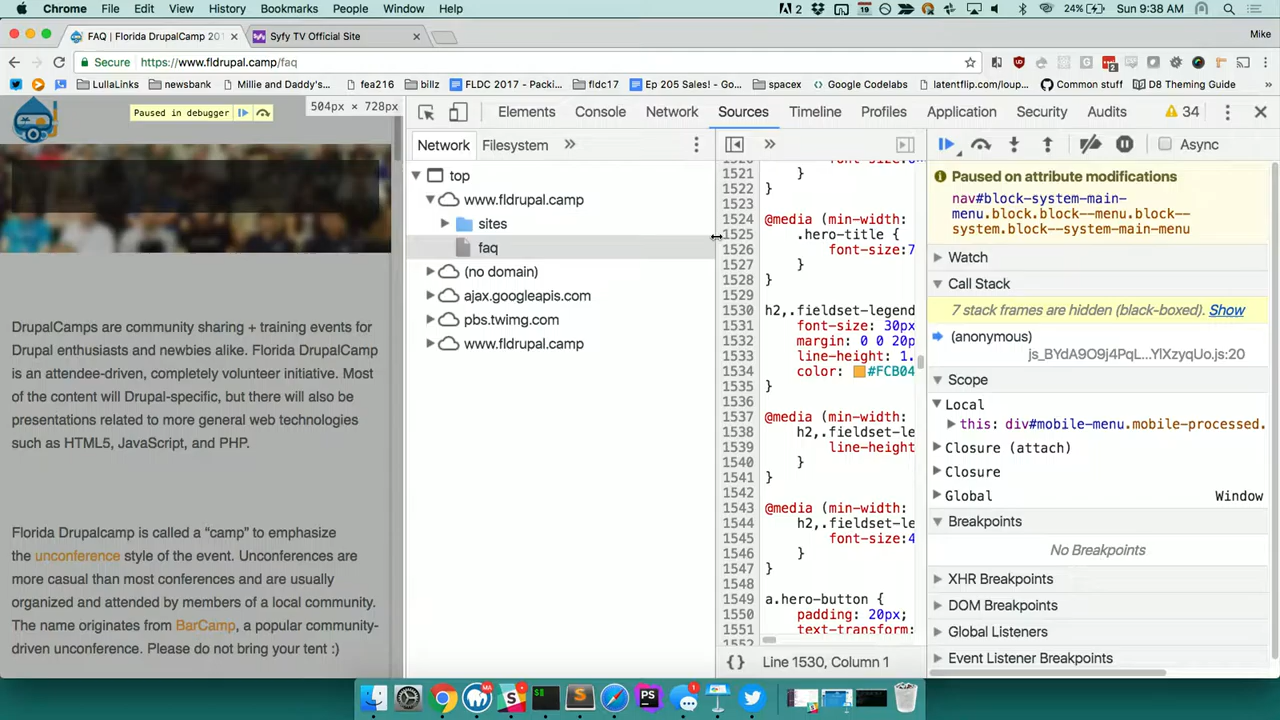 Chrome File Edit View History Bookmarks People Window Help
2 19 24% Sun 9:38 AM
FAQ | Florida DrupalCamp 20 Syfy TV Official Site Mike
Secure https://www.fldrupal.camp/faq
LullaLinks newsbank Millie and Daddy's... fea216 billz FLDC 2017 - Packi... fldc17 Ep 205 Sales! - Go... spacex Google Codelabs latentflip.com/loup... Common stuff D8 Theming Guide
Paused in debugger
504px × 728px
Elements Console Network Sources Timeline Profiles Application Security Audits 34
Network Filesystem »
» Async
top
www.fldrupal.camp
sites
faq
(no domain)
ajax.googleapis.com
pbs.twimg.com
www.fldrupal.camp
DrupalCamps are community sharing + training events for
Drupal enthusiasts and newbies alike. Florida DrupalCamp
is an attendee-driven, completely volunteer initiative. Most
of the content will Drupal-specific, but there will also be
presentations related to more general web technologies
such as HTML5, JavaScript, and PHP.
Florida Drupalcamp is called a “camp” to emphasize
the unconference style of the event. Unconferences are
more casual than most conferences and are usually
organized and attended by members of a local community.
The name originates from BarCamp, a popular community-
driven unconference. Please do not bring your tent :)
1521 }
1522 }
1523
1524 @media (min-width:
1525 .hero-title {
1526 font-size:7
1527 }
1528 }
1529
1530 h2,.fieldset-legend
1531 font-size: 30px
1532 margin: 0 0 20p
1533 line-height: 1.
1534 color: #FCB04
1535 }
1536
1537 @media (min-width:
1538 h2,.fieldset-le
1539 line-height
1540 }
1541 }
1542
1543 @media (min-width:
1544 h2,.fieldset-le
1545 font-size:4
1546 }
1547 }
1548
1549 a.hero-button {
1550 padding: 20px;
1551 text-transform:
{ } Line 1530, Column 1
Paused on attribute modifications
nav#block-system-main-
menu.block.block--menu.block--
system.block--system-main-menu
Watch
Call Stack
7 stack frames are hidden (black-boxed). Show
(anonymous)
js_BYdA9O9j4PqL...YlXzyqUo.js:20
Scope
Local
this: div#mobile-menu.mobile-processed.
Closure (attach)
Closure
Global Window
Breakpoints
No Breakpoints
XHR Breakpoints
DOM Breakpoints
Global Listeners
Event Listener Breakpoints